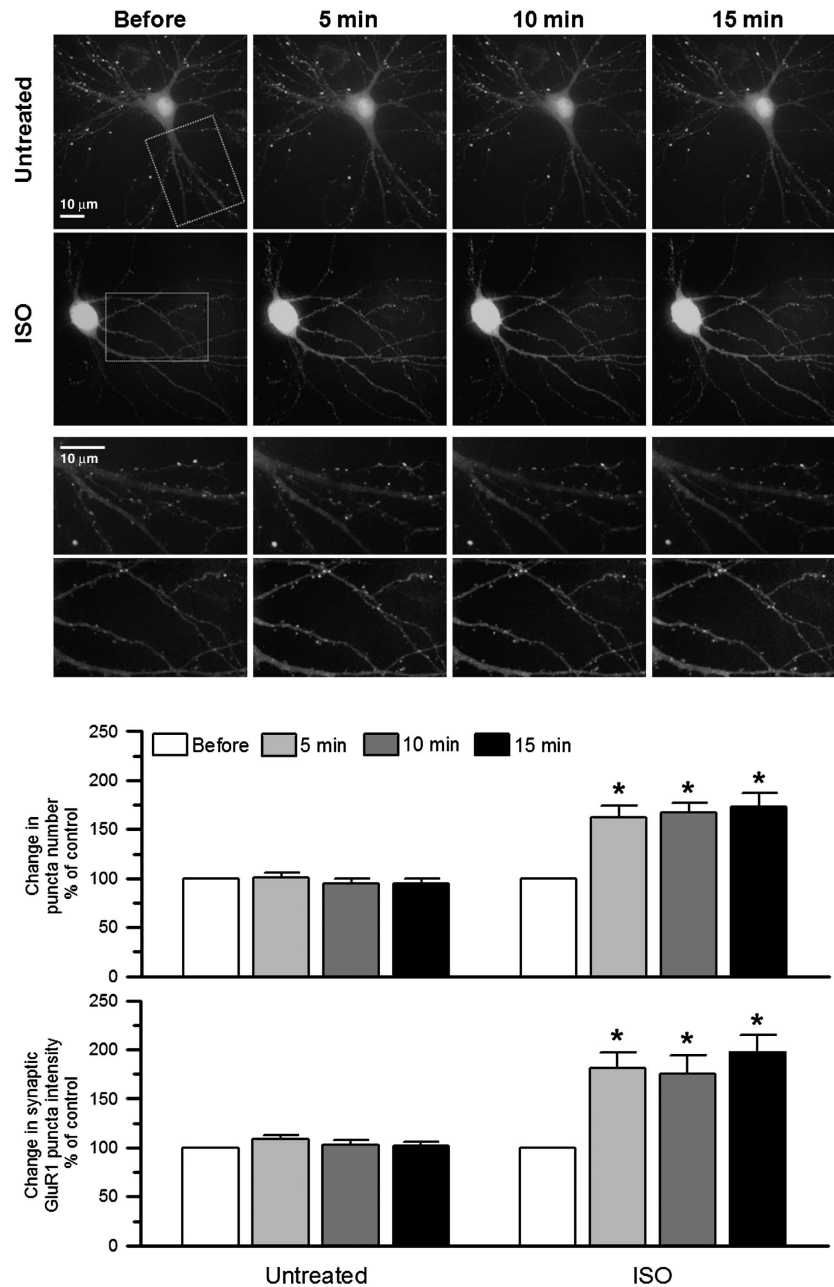 Before 5 min 10 min 15 min
Untreated
10 μm
ISO
10 μm
250
200
150
100
50
0
Change in
puncta number
% of control
Before 5 min 10 min 15 min
* * *
250
200
150
100
50
0
Change in synaptic
GluR1 puncta intensity
% of control
* * *
Untreated ISO